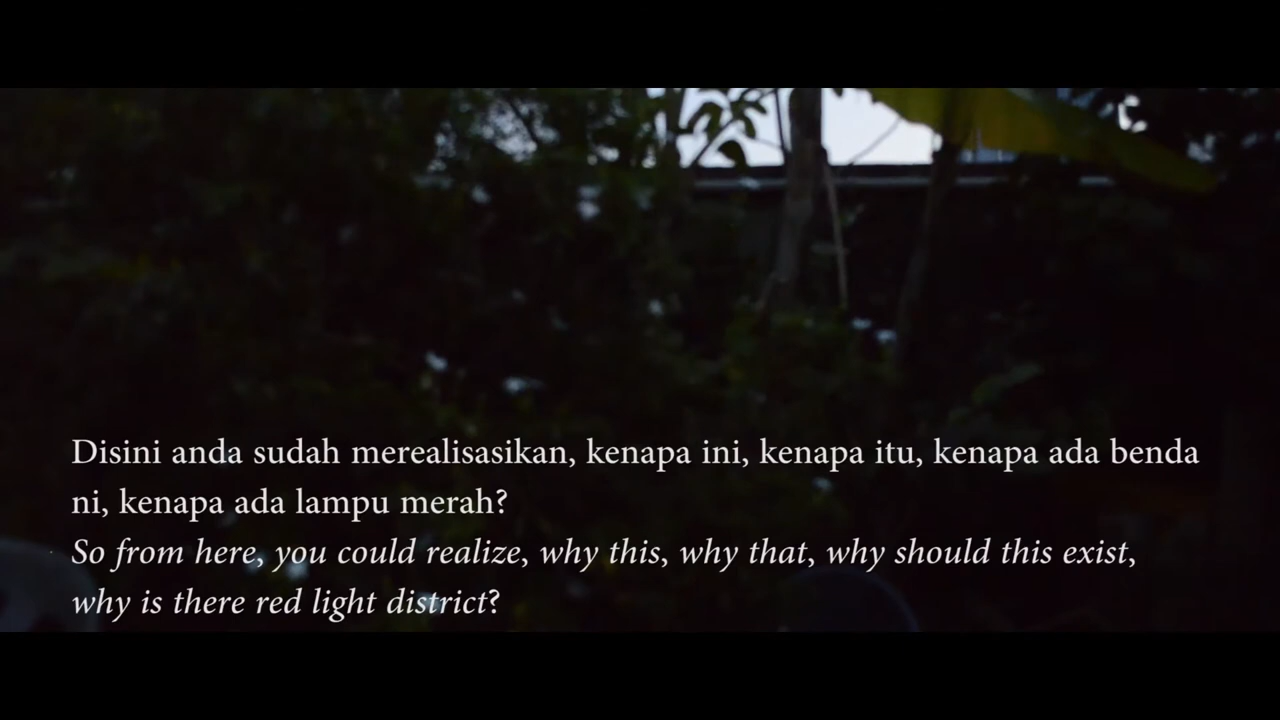 Disini anda sudah merealisasikan, kenapa ini, kenapa itu, kenapa ada benda
ni, kenapa ada lampu merah?
So from here, you could realize, why this, why that, why should this exist,
why is there red light district?